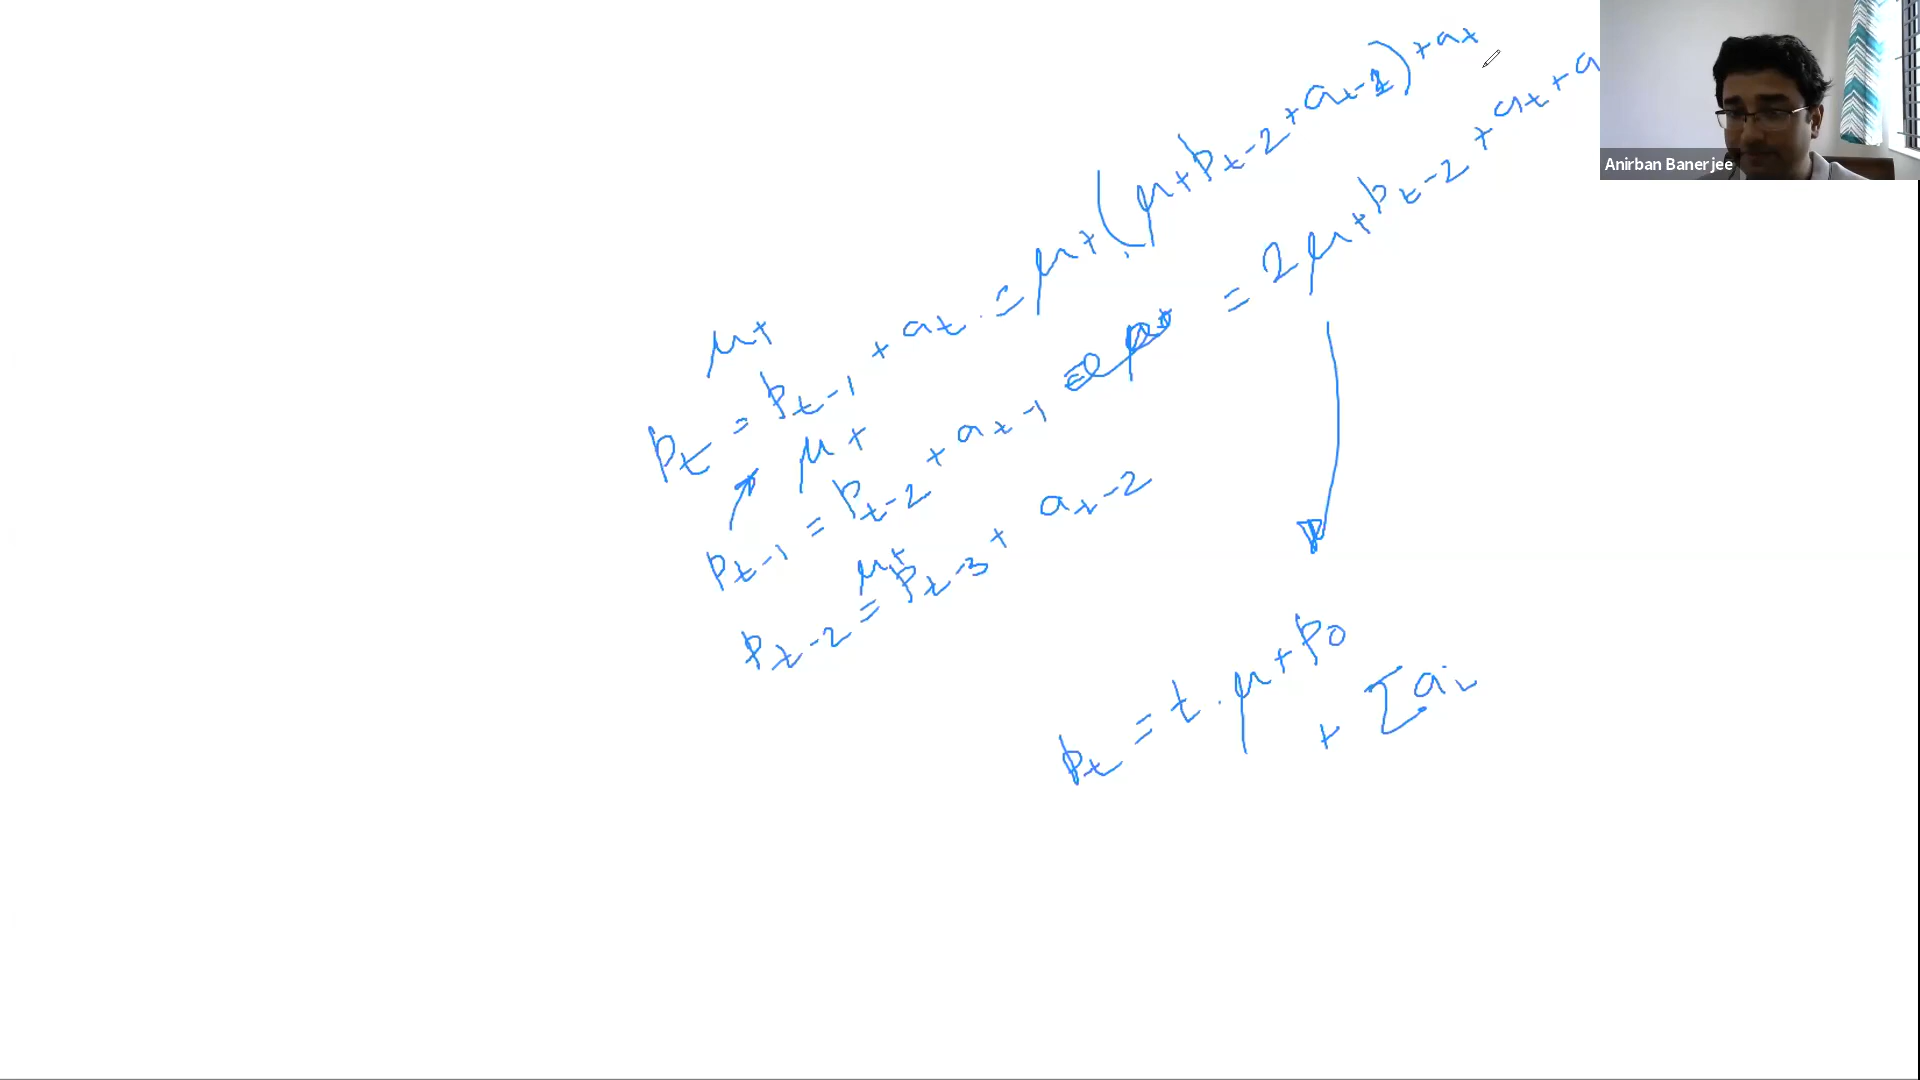 μ +
p_t = p_{t-1} + a_t = μ + (μ + p_{t-2} + a_{t-1}) + a_t
= 2μ + p_{t-2} + a_t + a
μ +
p_{t-1} = p_{t-2} + a_{t-1}
μ +
p_{t-2} = p_{t-3} + a_{t-2}
p_t = t . μ + p_0
+ Σ a_i
Anirban Banerjee